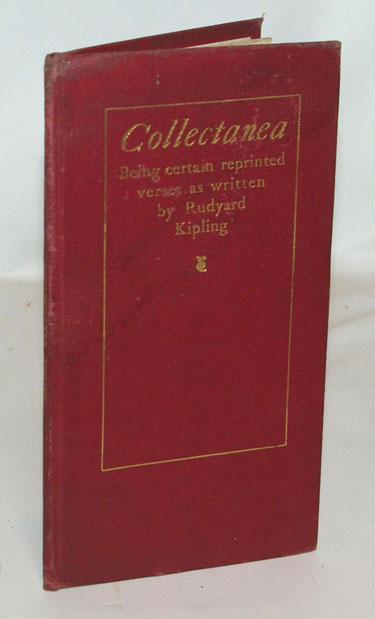 Collectanea
Being certain reprinted
verses as written
by Rudyard
Kipling